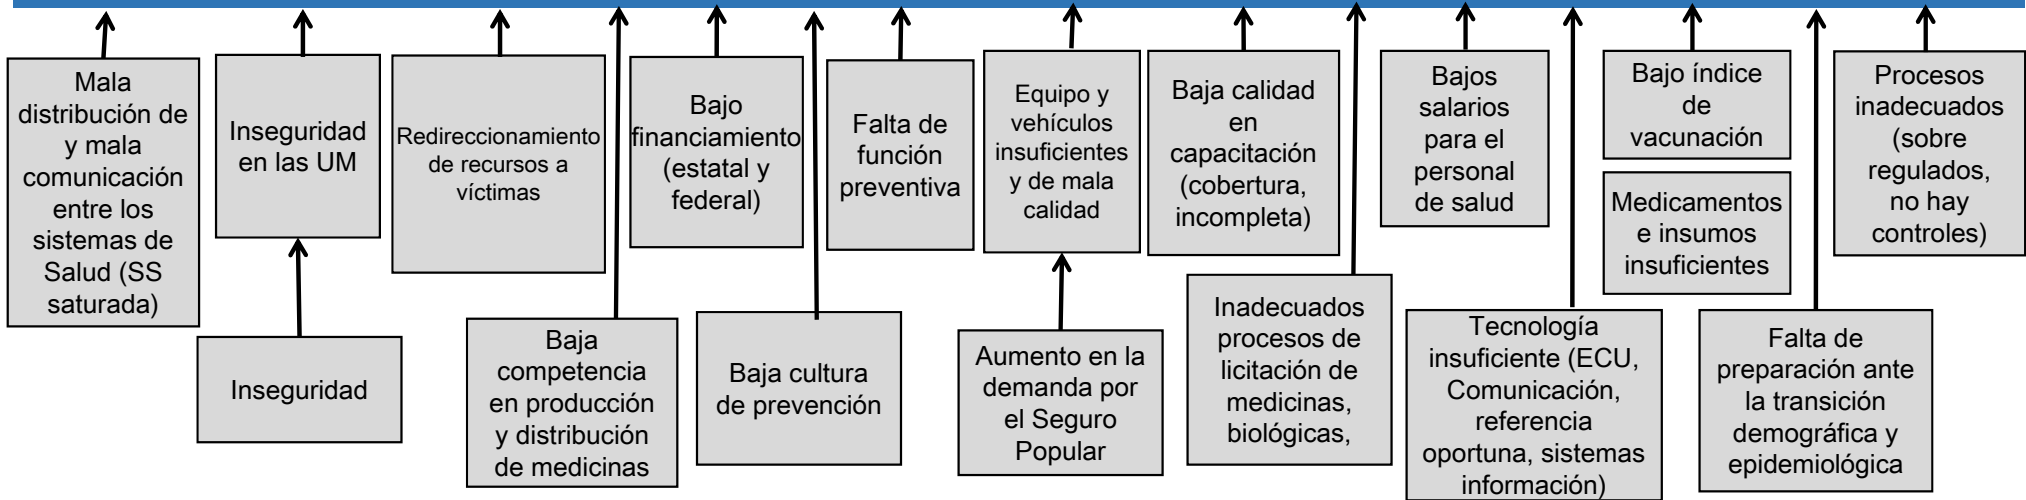 Mala
distribución de
y mala
comunicación
entre los
sistemas de
Salud (SS
saturada)
Inseguridad
en las UM
Redireccionamiento
de recursos a
víctimas
Bajo
financiamiento
(estatal y
federal)
Falta de
función
preventiva
Equipo y
vehículos
insuficientes
y de mala
calidad
Baja calidad
en
capacitación
(cobertura,
incompleta)
Bajos
salarios
para el
personal
de salud
Bajo índice
de
vacunación
Medicamentos
e insumos
insuficientes
Procesos
inadecuados
(sobre
regulados,
no hay
controles)
Inseguridad
Baja
competencia
en producción
y distribución
de medicinas
Baja cultura
de prevención
Aumento en la
demanda por
el Seguro
Popular
Inadecuados
procesos de
licitación de
medicinas,
biológicas,
Tecnología
insuficiente (ECU,
Comunicación,
referencia
oportuna, sistemas
información)
Falta de
preparación ante
la transición
demográfica y
epidemiológica